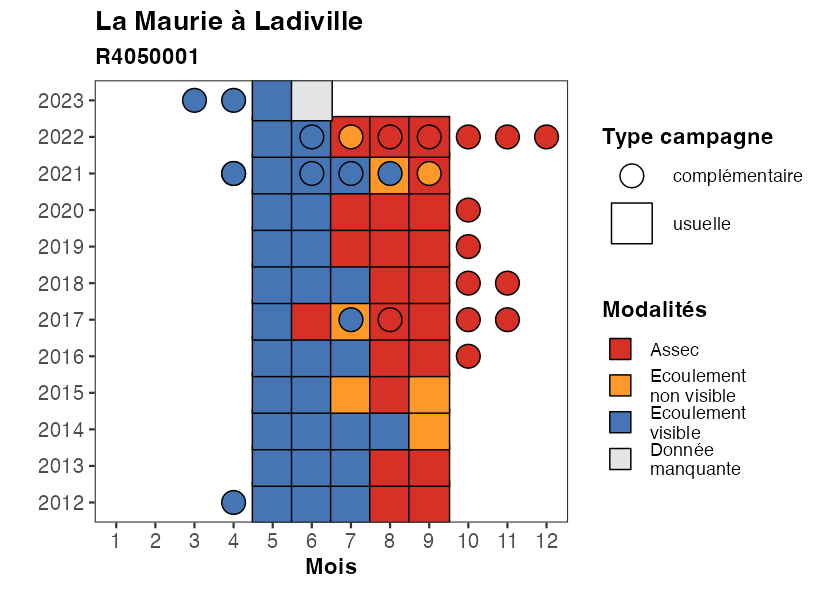 La Maurie à Ladiville
R4050001
2023
2022
2021
2020
2019
2018
2017
2016
2015
2014
2013
2012
1 2 3 4 5 6 7 8 9 10 11 12
Mois
Type campagne
complémentaire
usuelle
Modalités
Assec
Ecoulement
non visible
Ecoulement
visible
Donnée
manquante